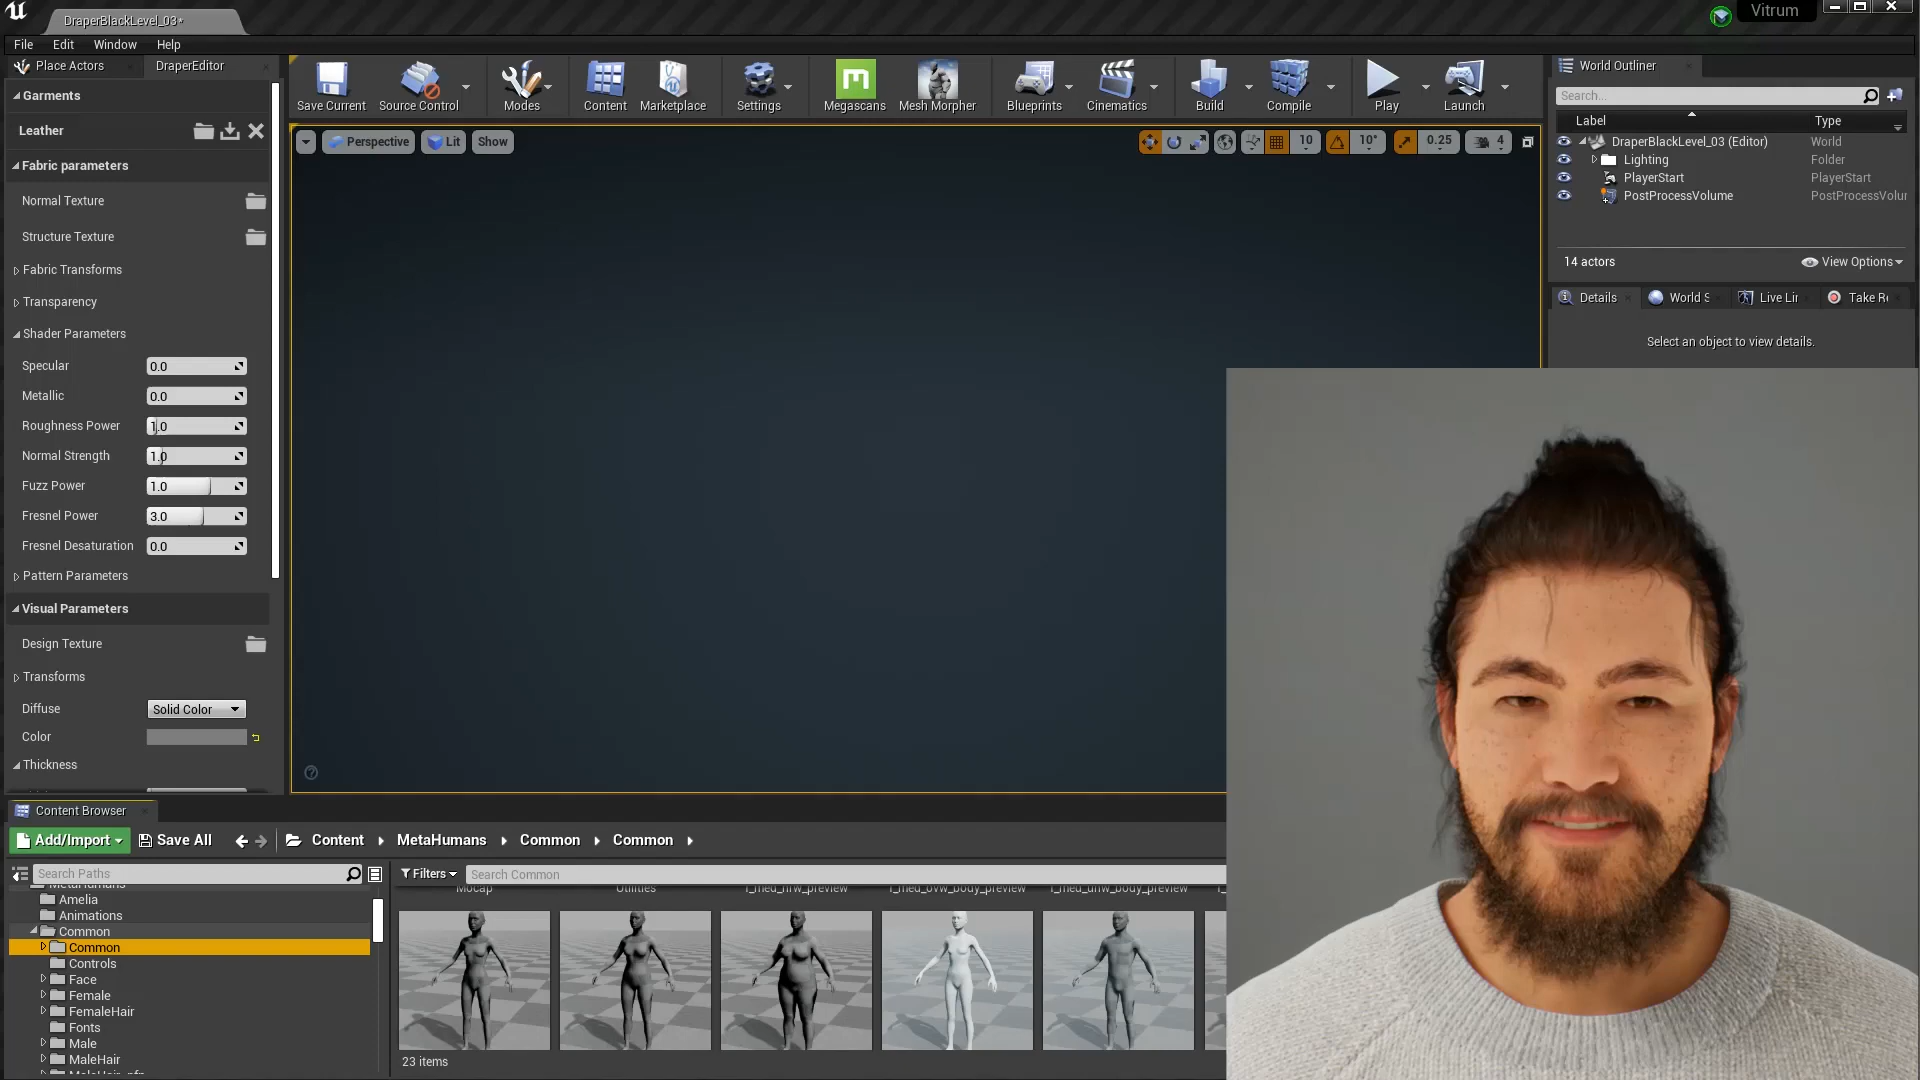 DraperBlackLevel_03*
Vitrum
File Edit Window Help
Place Actors
DraperEditor
Garments
Leather
Fabric parameters
Normal Texture
Structure Texture
Fabric Transforms
Transparency
Shader Parameters
Specular 0.0
Metallic 0.0
Roughness Power 1.0
Normal Strength 1.0
Fuzz Power 1.0
Fresnel Power 3.0
Fresnel Desaturation 0.0
Pattern Parameters
Visual Parameters
Design Texture
Transforms
Diffuse Solid Color
Color
Thickness
Save Current Source Control Modes Content Marketplace Settings Megascans Mesh Morpher Blueprints Cinematics Build Compile Play Launch
Perspective Lit Show
10 10° 0.25 4
World Outliner
Search...
Label Type
DraperBlackLevel_03 (Editor) World
Lighting Folder
PlayerStart PlayerStart
PostProcessVolume PostProcessVolur
14 actors View Options
Details World S Live Lir Take R
Select an object to view details.
Content Browser
Add/Import Save All Content MetaHumans Common Common
Search Paths
Filters Search Common
MetaHumans
Amelia
Animations
Common
Common
Controls
Face
Female
FemaleHair
Fonts
Male
MaleHair
Mocap Utilities f_med_nrw_preview f_med_ovw_body_preview f_med_unw_body_preview
23 items